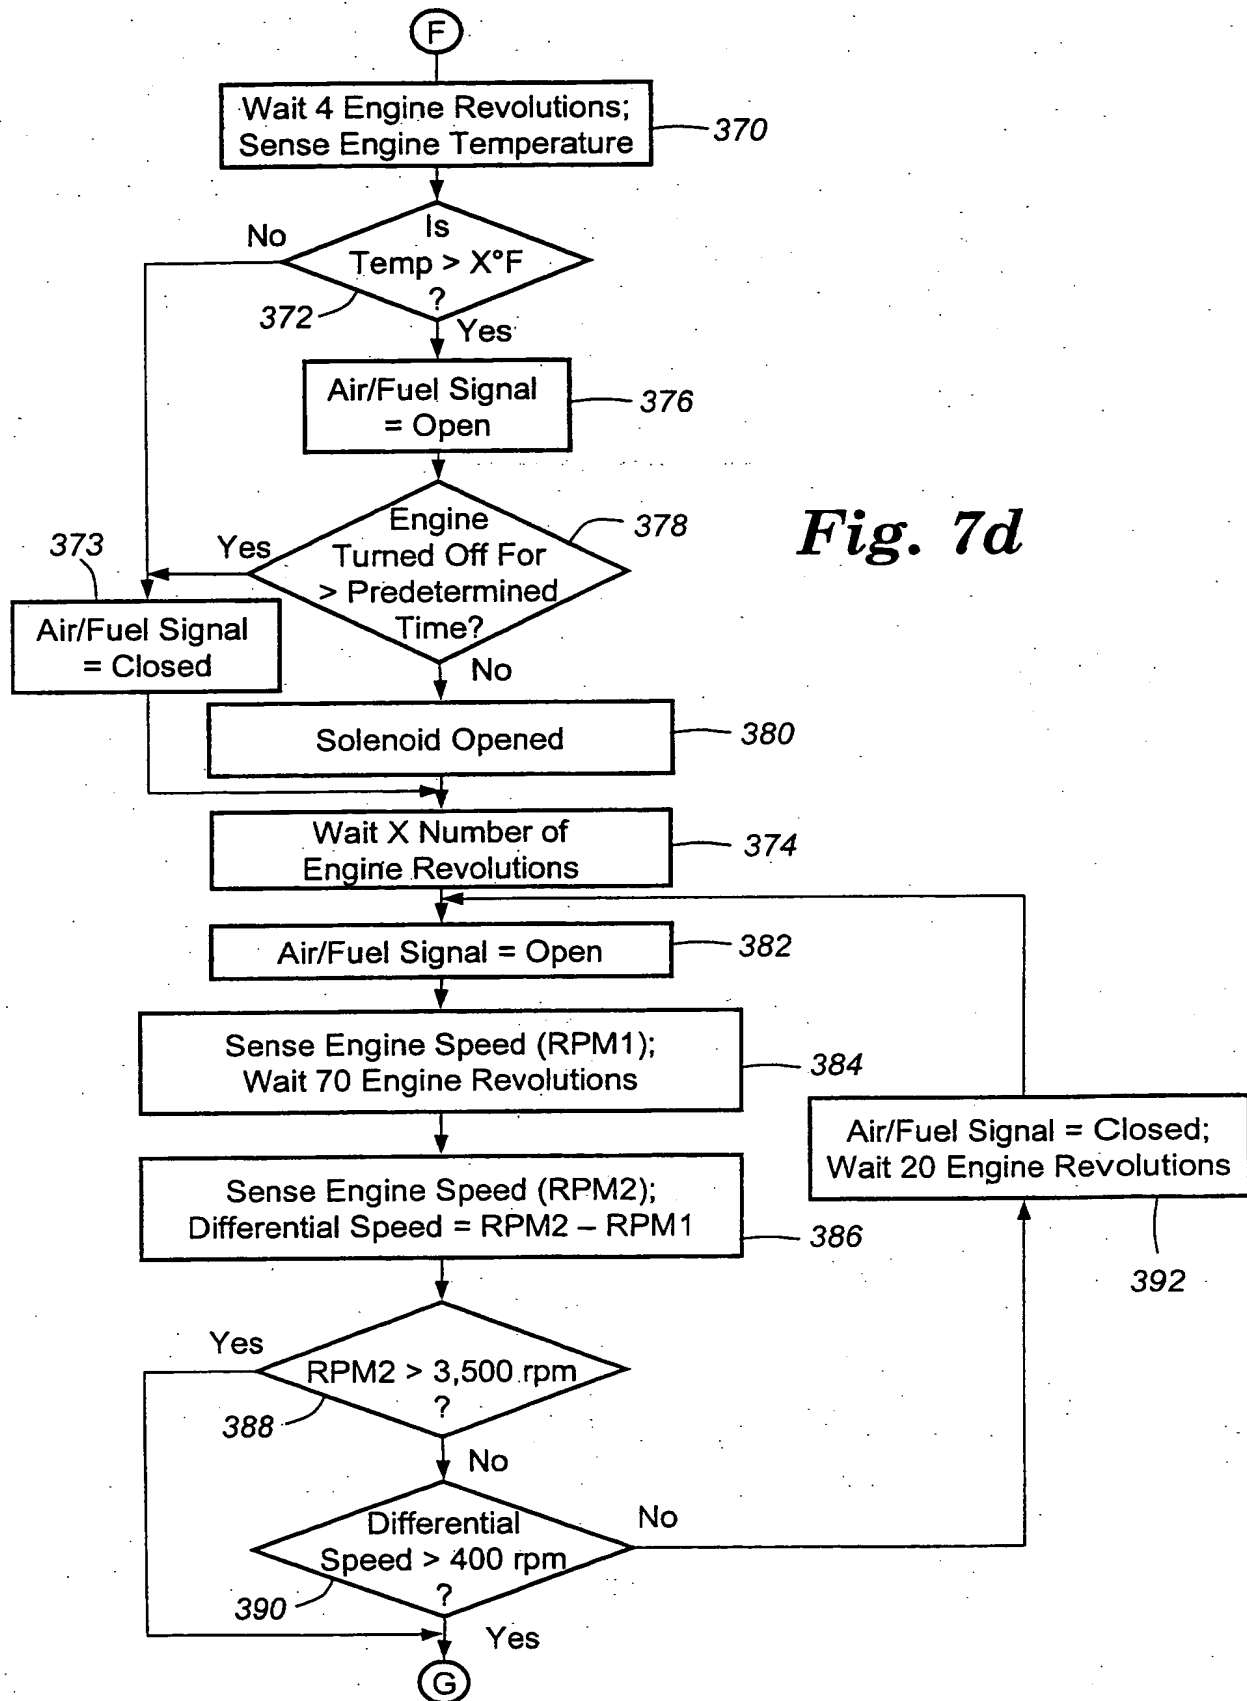 F
Wait 4 Engine Revolutions;
Sense Engine Temperature
370
No
Is
Temp > X°F
?
372
Yes
Air/Fuel Signal
= Open
376
Engine
Turned Off For
> Predetermined
Time?
378
Yes
373
Fig. 7d
Air/Fuel Signal
= Closed
No
Solenoid Opened
380
Wait X Number of
Engine Revolutions
374
Air/Fuel Signal = Open
382
Sense Engine Speed (RPM1);
Wait 70 Engine Revolutions
384
Air/Fuel Signal = Closed;
Wait 20 Engine Revolutions
392
Sense Engine Speed (RPM2);
Differential Speed = RPM2 – RPM1
386
Yes
RPM2 > 3,500 rpm
?
388
No
Differential
Speed > 400 rpm
?
390
No
Yes
G